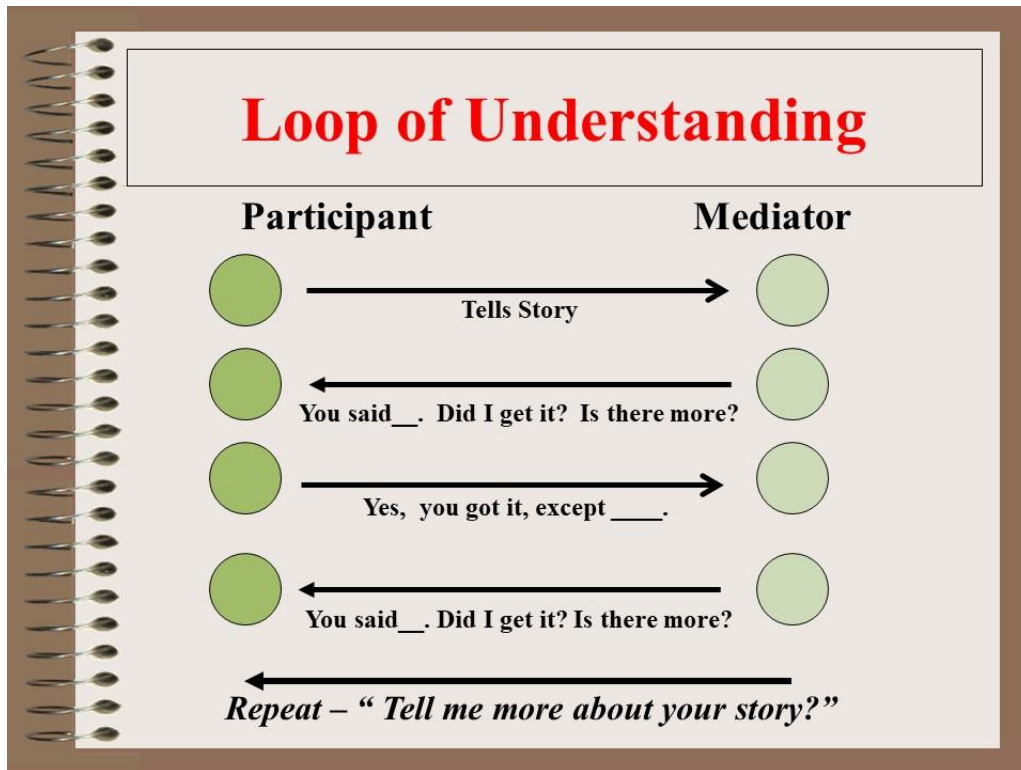 Loop of Understanding
Participant Mediator
Tells Story
You said__. Did I get it? Is there more?
Yes, you got it, except ____.
You said__. Did I get it? Is there more?
Repeat – “ Tell me more about your story?”